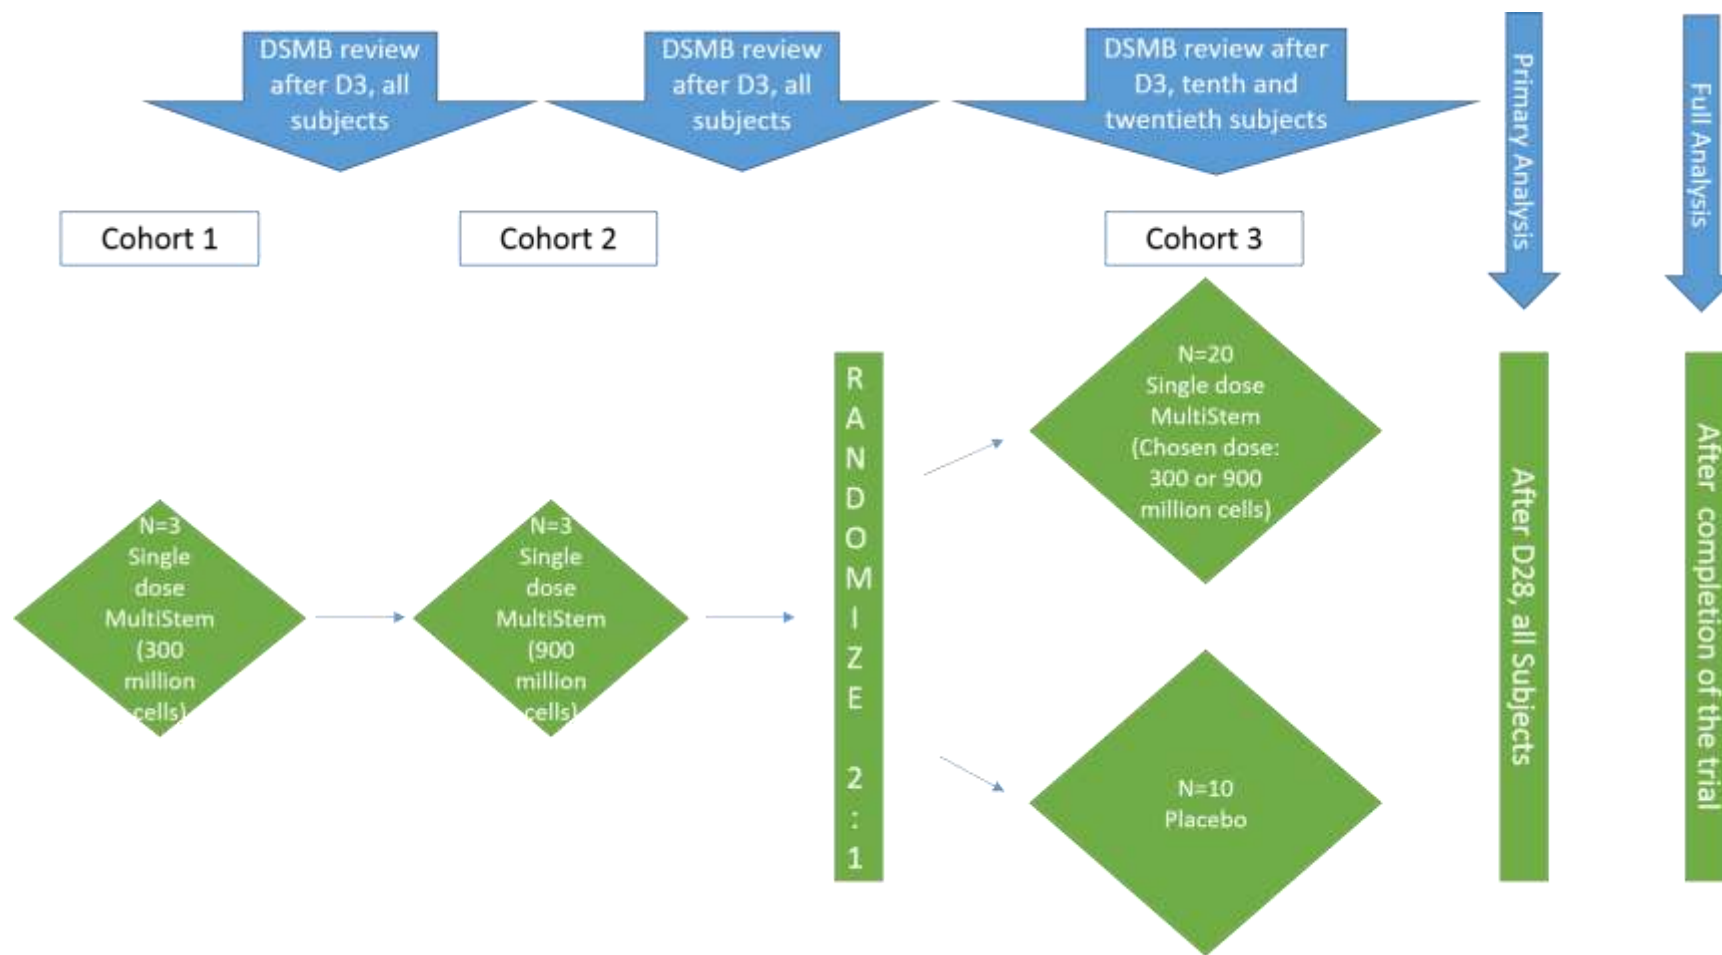 DSMB review
after D3, all
subjects
DSMB review
after D3, all
subjects
DSMB review after
D3, tenth and
twentieth subjects
Primary Analysis
Full Analysis
Cohort 1
Cohort 2
Cohort 3
N=3
Single
dose
MultiStem
(300
million
cells)
N=3
Single
dose
MultiStem
(900
million
cells)
RANDOMIZE 2:1
N=20
Single dose
MultiStem
(Chosen dose:
300 or 900
million cells)
N=10
Placebo
After D28, all Subjects
After completion of the trial